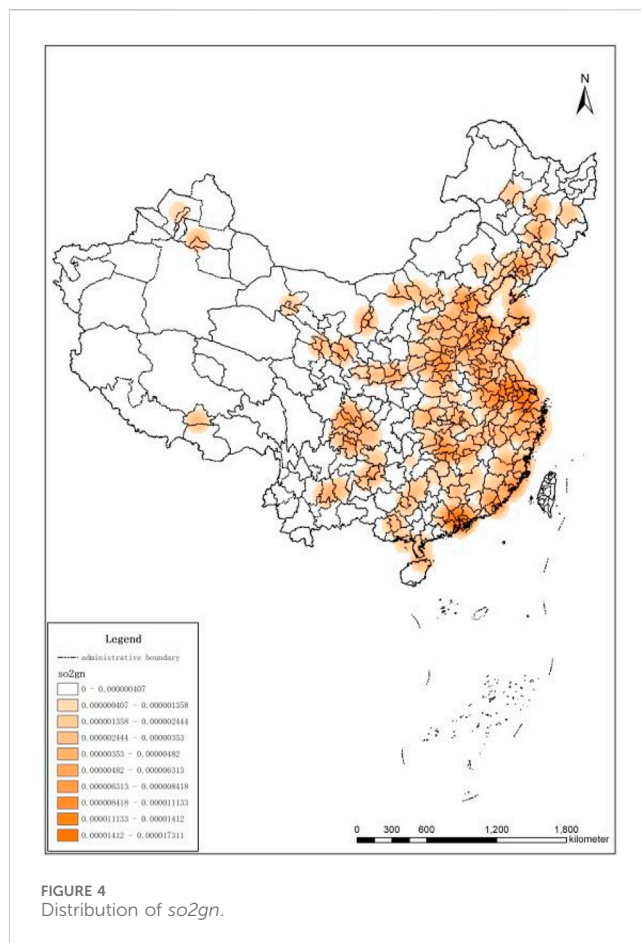 N
Legend
administrative boundary
so2gn
0 - 0.000000407
0.000000407 - 0.000001358
0.000001358 - 0.000002444
0.000002444 - 0.00000353
0.00000353 - 0.00000482
0.00000482 - 0.000006313
0.000006313 - 0.000008418
0.000008418 - 0.000011133
0.000011133 - 0.00001412
0.00001412 - 0.000017311
0 300 600 1,200 1,800
kilometer
FIGURE 4
Distribution of so2gn.